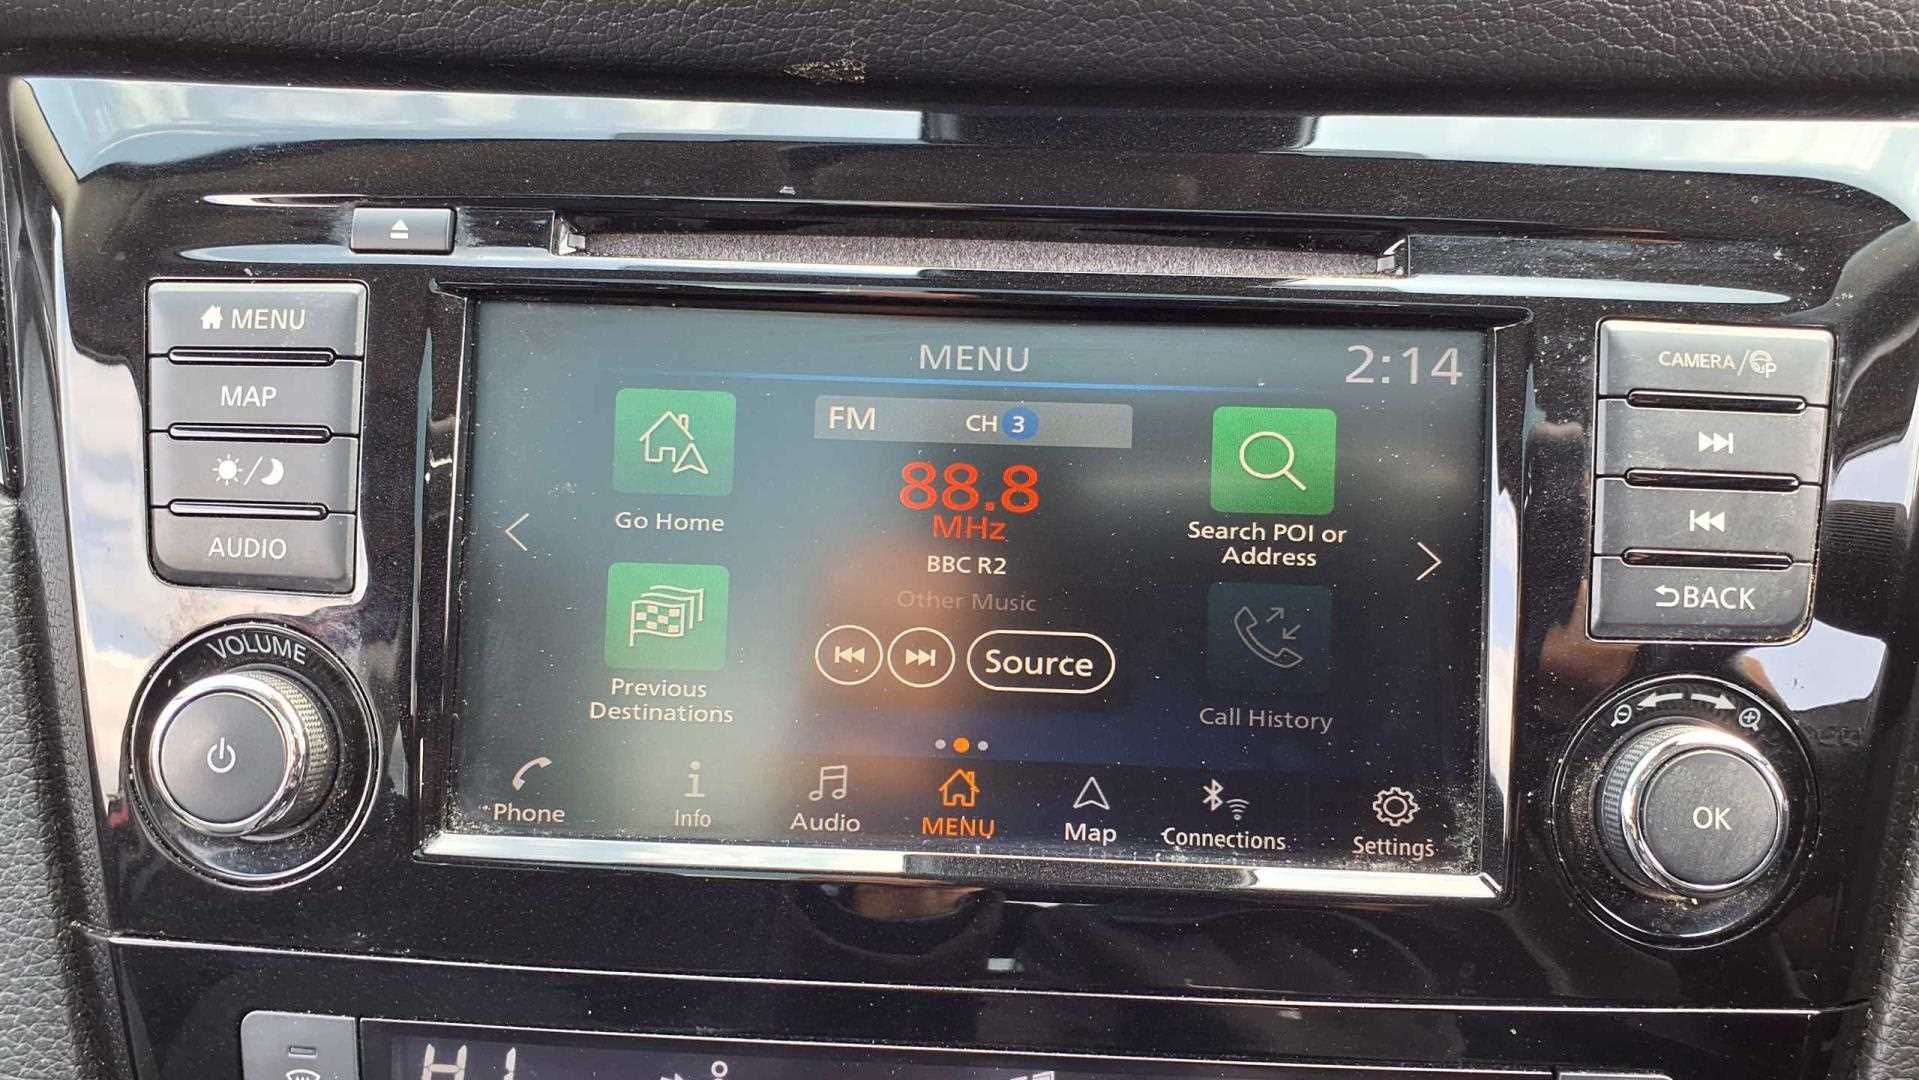 MENU
MAP
AUDIO
VOLUME
MENU
2:14
Go Home
Previous
Destinations
FM
CH 3
88.8
MHz
BBC R2
Other Music
Source
Search POI or
Address
Call History
Phone
Info
Audio
MENU
Map
Connections
Settings
CAMERA/
BACK
OK